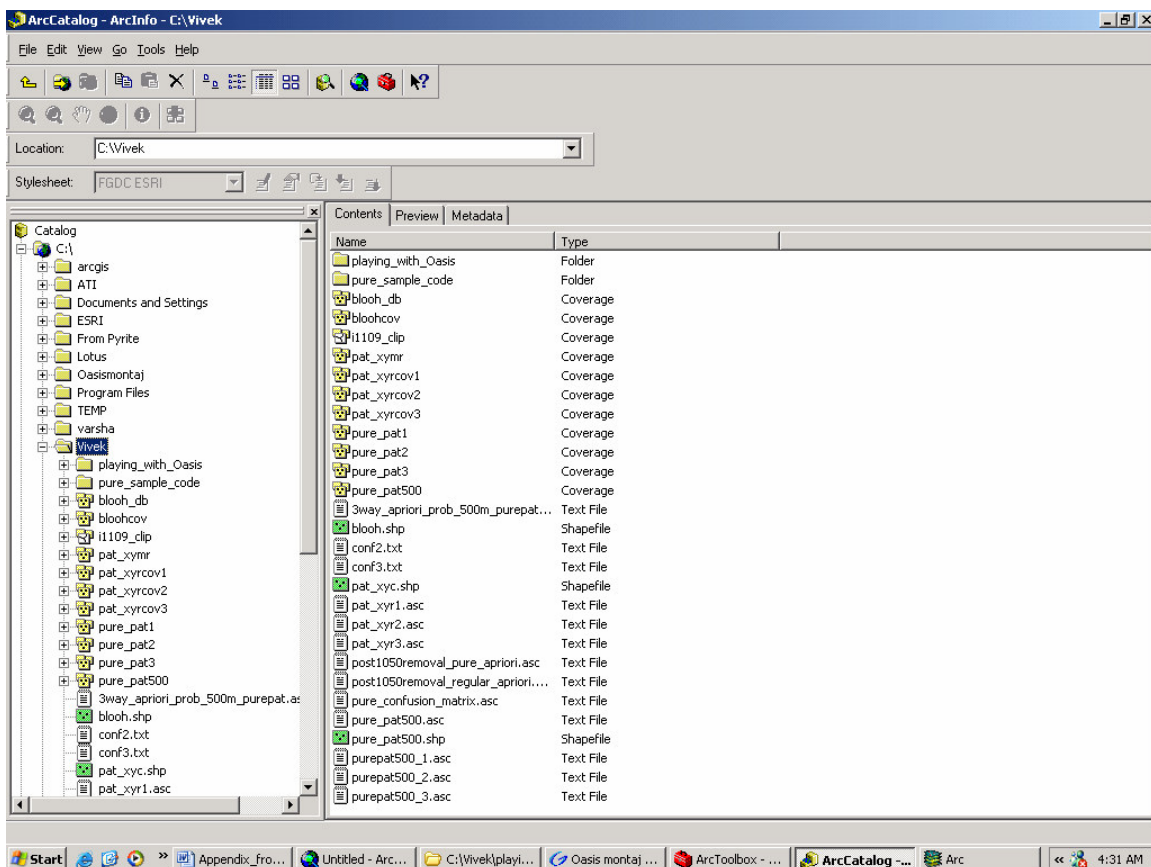 ArcCatalog - ArcInfo - C:\Vivek
File Edit View Go Tools Help
Location: C:\Vivek
Stylesheet: FGDC ESRI
Catalog
C:\
arcgis
ATI
Documents and Settings
ESRI
From Pyrite
Lotus
Oasismontaj
Program Files
TEMP
varsha
Vivek
playing_with_Oasis
pure_sample_code
blooh_db
bloohcov
i1109_clip
pat_xymr
pat_xyrcov1
pat_xyrcov2
pat_xyrcov3
pure_pat1
pure_pat2
pure_pat3
pure_pat500
3way_apriori_prob_500m_purepat.as
blooh.shp
conf2.txt
conf3.txt
pat_xyc.shp
pat_xyr1.asc
Contents Preview Metadata
Name Type
playing_with_Oasis Folder
pure_sample_code Folder
blooh_db Coverage
bloohcov Coverage
i1109_clip Coverage
pat_xymr Coverage
pat_xyrcov1 Coverage
pat_xyrcov2 Coverage
pat_xyrcov3 Coverage
pure_pat1 Coverage
pure_pat2 Coverage
pure_pat3 Coverage
pure_pat500 Coverage
3way_apriori_prob_500m_purepat... Text File
blooh.shp Shapefile
conf2.txt Text File
conf3.txt Text File
pat_xyc.shp Shapefile
pat_xyr1.asc Text File
pat_xyr2.asc Text File
pat_xyr3.asc Text File
post1050removal_pure_apriori.asc Text File
post1050removal_regular_apriori.... Text File
pure_confusion_matrix.asc Text File
pure_pat500.asc Text File
pure_pat500.shp Shapefile
purepat500_1.asc Text File
purepat500_2.asc Text File
purepat500_3.asc Text File
Start » Appendix_fro... Untitled - Arc... C:\Vivek\playi... Oasis montaj ... ArcToolbox - ... ArcCatalog -... Arc « 4:31 AM